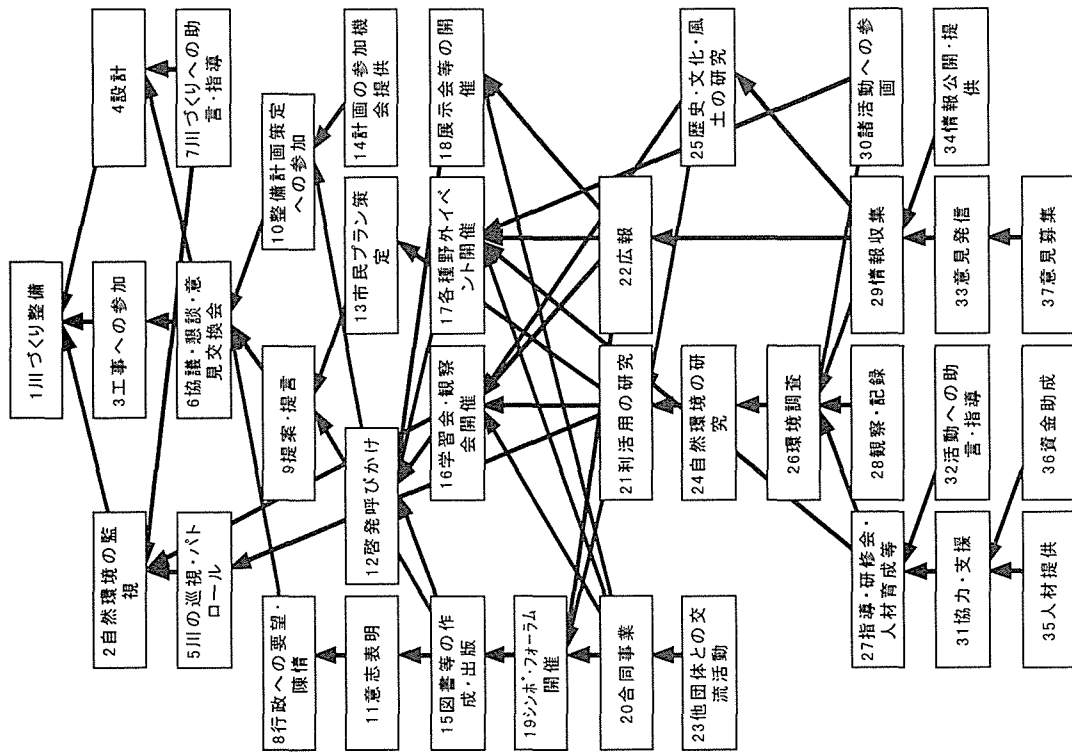 1川づくり整備
2自然環境の監
視
3工事への参加
4設計
5川の巡視・パト
ロール
6協議・懇談・意
見交換会
7川づくりへの助
言・指導
8行政への要望・
陳情
9提案・提言
10整備計画策定
への参加
11意志表明
12啓発呼びかけ
13市民プラン策
定
14計画の参加機
会提供
15図書等の作
成・出版
16学習会・観察
会開催
17各種野外イベ
ント開催
18展示会等の開
催
19シンポ・フォーラム
開催
20合同事業
21利活用の研究
22広報
23他団体との交
流活動
24自然環境の研
究
25歴史・文化・風
土の研究
26環境調査
27指導・研修会・
人材育成等
28観察・記録
29情報収集
30諸活動への参
画
31協力・支援
32活動への助
言・指導
33意見発信
34情報公開・提
供
35人材提供
36資金助成
37意見募集